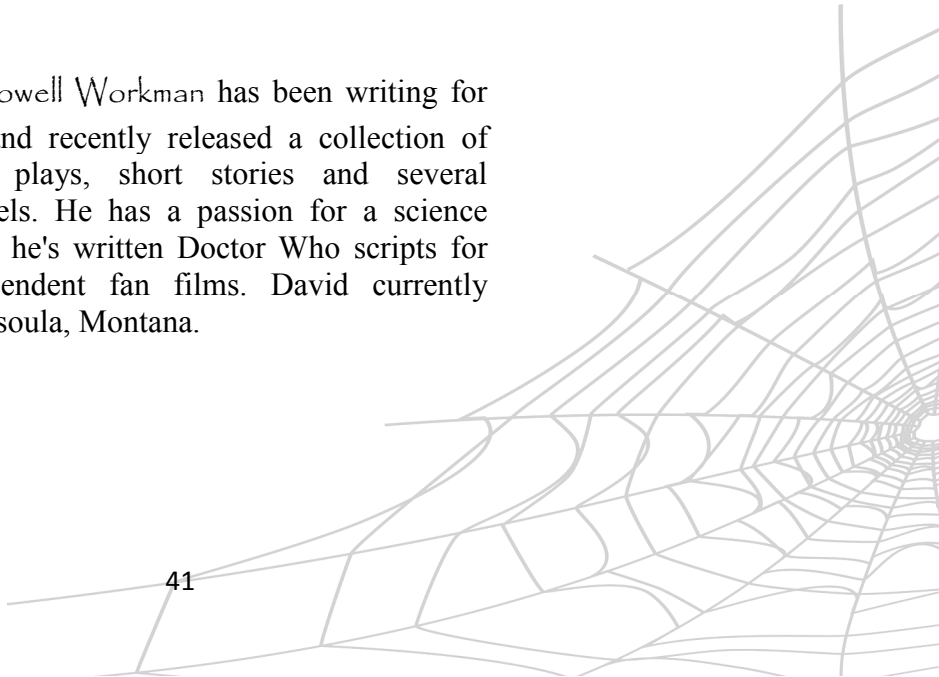 owell Workman has been writing for
nd recently released a collection of
plays, short stories and several
els. He has a passion for a science
he's written Doctor Who scripts for
endent fan films. David currently
soula, Montana.
41